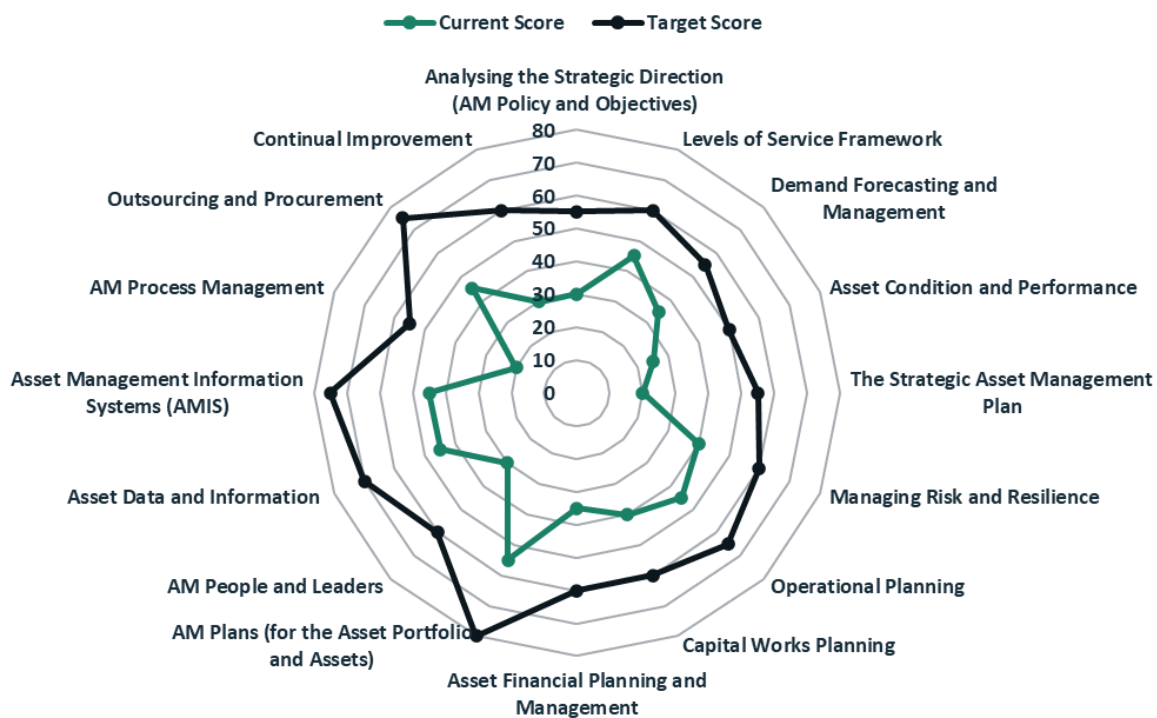 Current Score
Target Score
Analysing the Strategic Direction
(AM Policy and Objectives)
Continual Improvement
80
Levels of Service Framework
70
Demand Forecasting and
Management
Outsourcing and Procurement
60
50
40
AM Process Management
Asset Condition and Performance
30
20
10
Asset Management Information
Systems (AMIS)
0
The Strategic Asset Management
Plan
Asset Data and Information
Managing Risk and Resilience
AM People and Leaders
Operational Planning
AM Plans (for the Asset Portfolio
and Assets)
Capital Works Planning
Asset Financial Planning and
Management